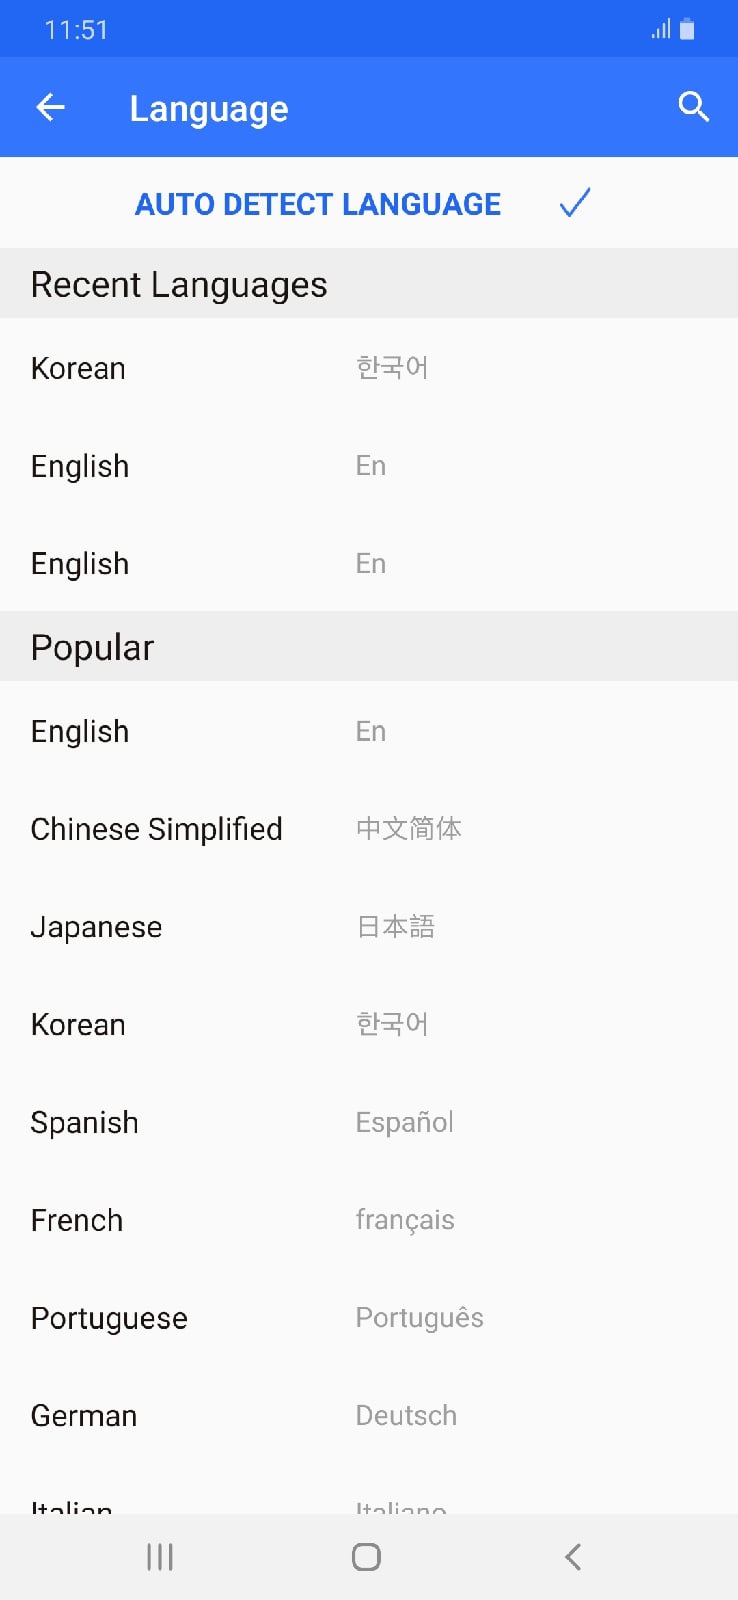 11:51
Language
AUTO DETECT LANGUAGE
Recent Languages
Korean 한국어
English En
English En
Popular
English En
Chinese Simplified 中文简体
Japanese 日本語
Korean 한국어
Spanish Español
French français
Portuguese Português
German Deutsch
Italian Italiano